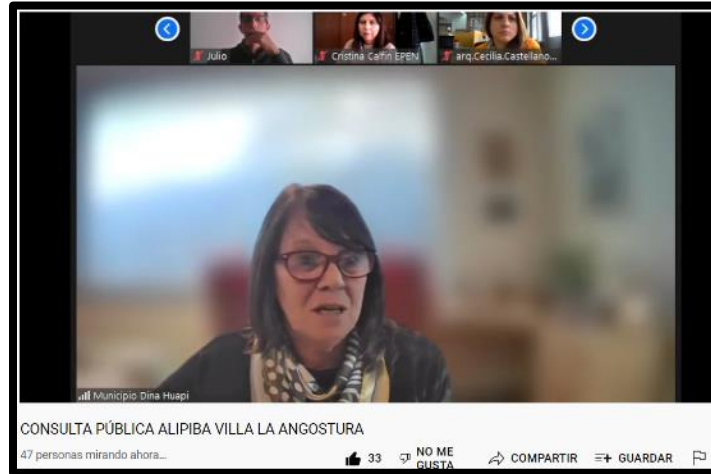 Julio
Cristina Calfin EPEN
arq.Cecilia.Castellano...
Municipio Dina Huapi
CONSULTA PÚBLICA ALIPIBA VILLA LA ANGOSTURA
47 personas mirando ahora...
33
NO ME
GUSTA
COMPARTIR
GUARDAR